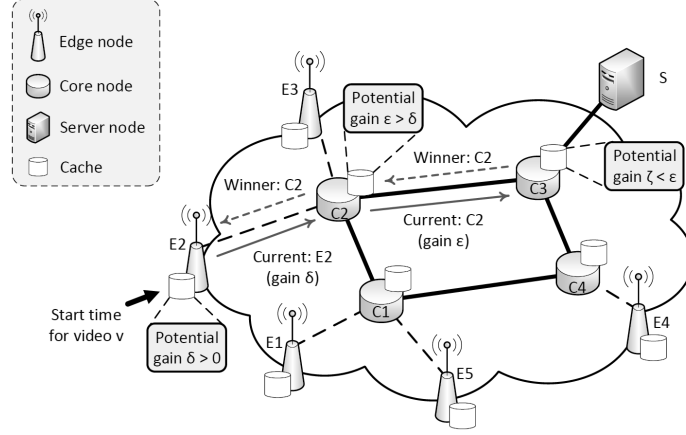 Edge node
Core node
Server node
Cache
S
E3
Potential
gain ε > δ
Winner: C2
Potential
gain ζ < ε
Winner: C2
C3
C2
Current: C2
(gain ε)
E2
Current: E2
(gain δ)
C4
Start time
for video v
C1
E4
Potential
gain δ > 0
E1
E5